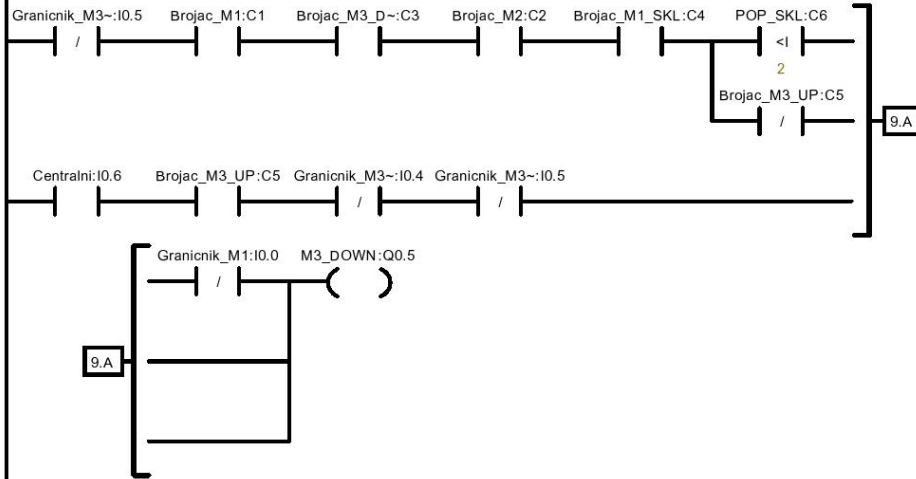 Granicnik_M3~:I0.5 Brojac_M1:C1 Brojac_M3_D~:C3 Brojac_M2:C2 Brojac_M1_SKL:C4 POP_SKL:C6
/ <I
2
Brojac_M3_UP:C5
/ 9.A
Centralni:I0.6 Brojac_M3_UP:C5 Granicnik_M3~:I0.4 Granicnik_M3~:I0.5
/ /
Granicnik_M1:I0.0 M3_DOWN:Q0.5
/
9.A